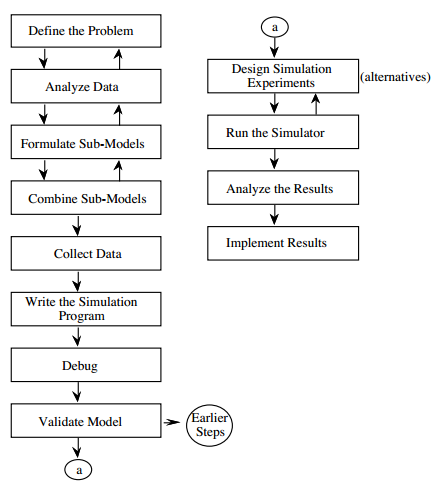 Define the Problem
Analyze Data
Formulate Sub-Models
Combine Sub-Models
Collect Data
Write the Simulation
Program
Debug
Validate Model
Earlier
Steps
a
a
Design Simulation
Experiments
(alternatives)
Run the Simulator
Analyze the Results
Implement Results